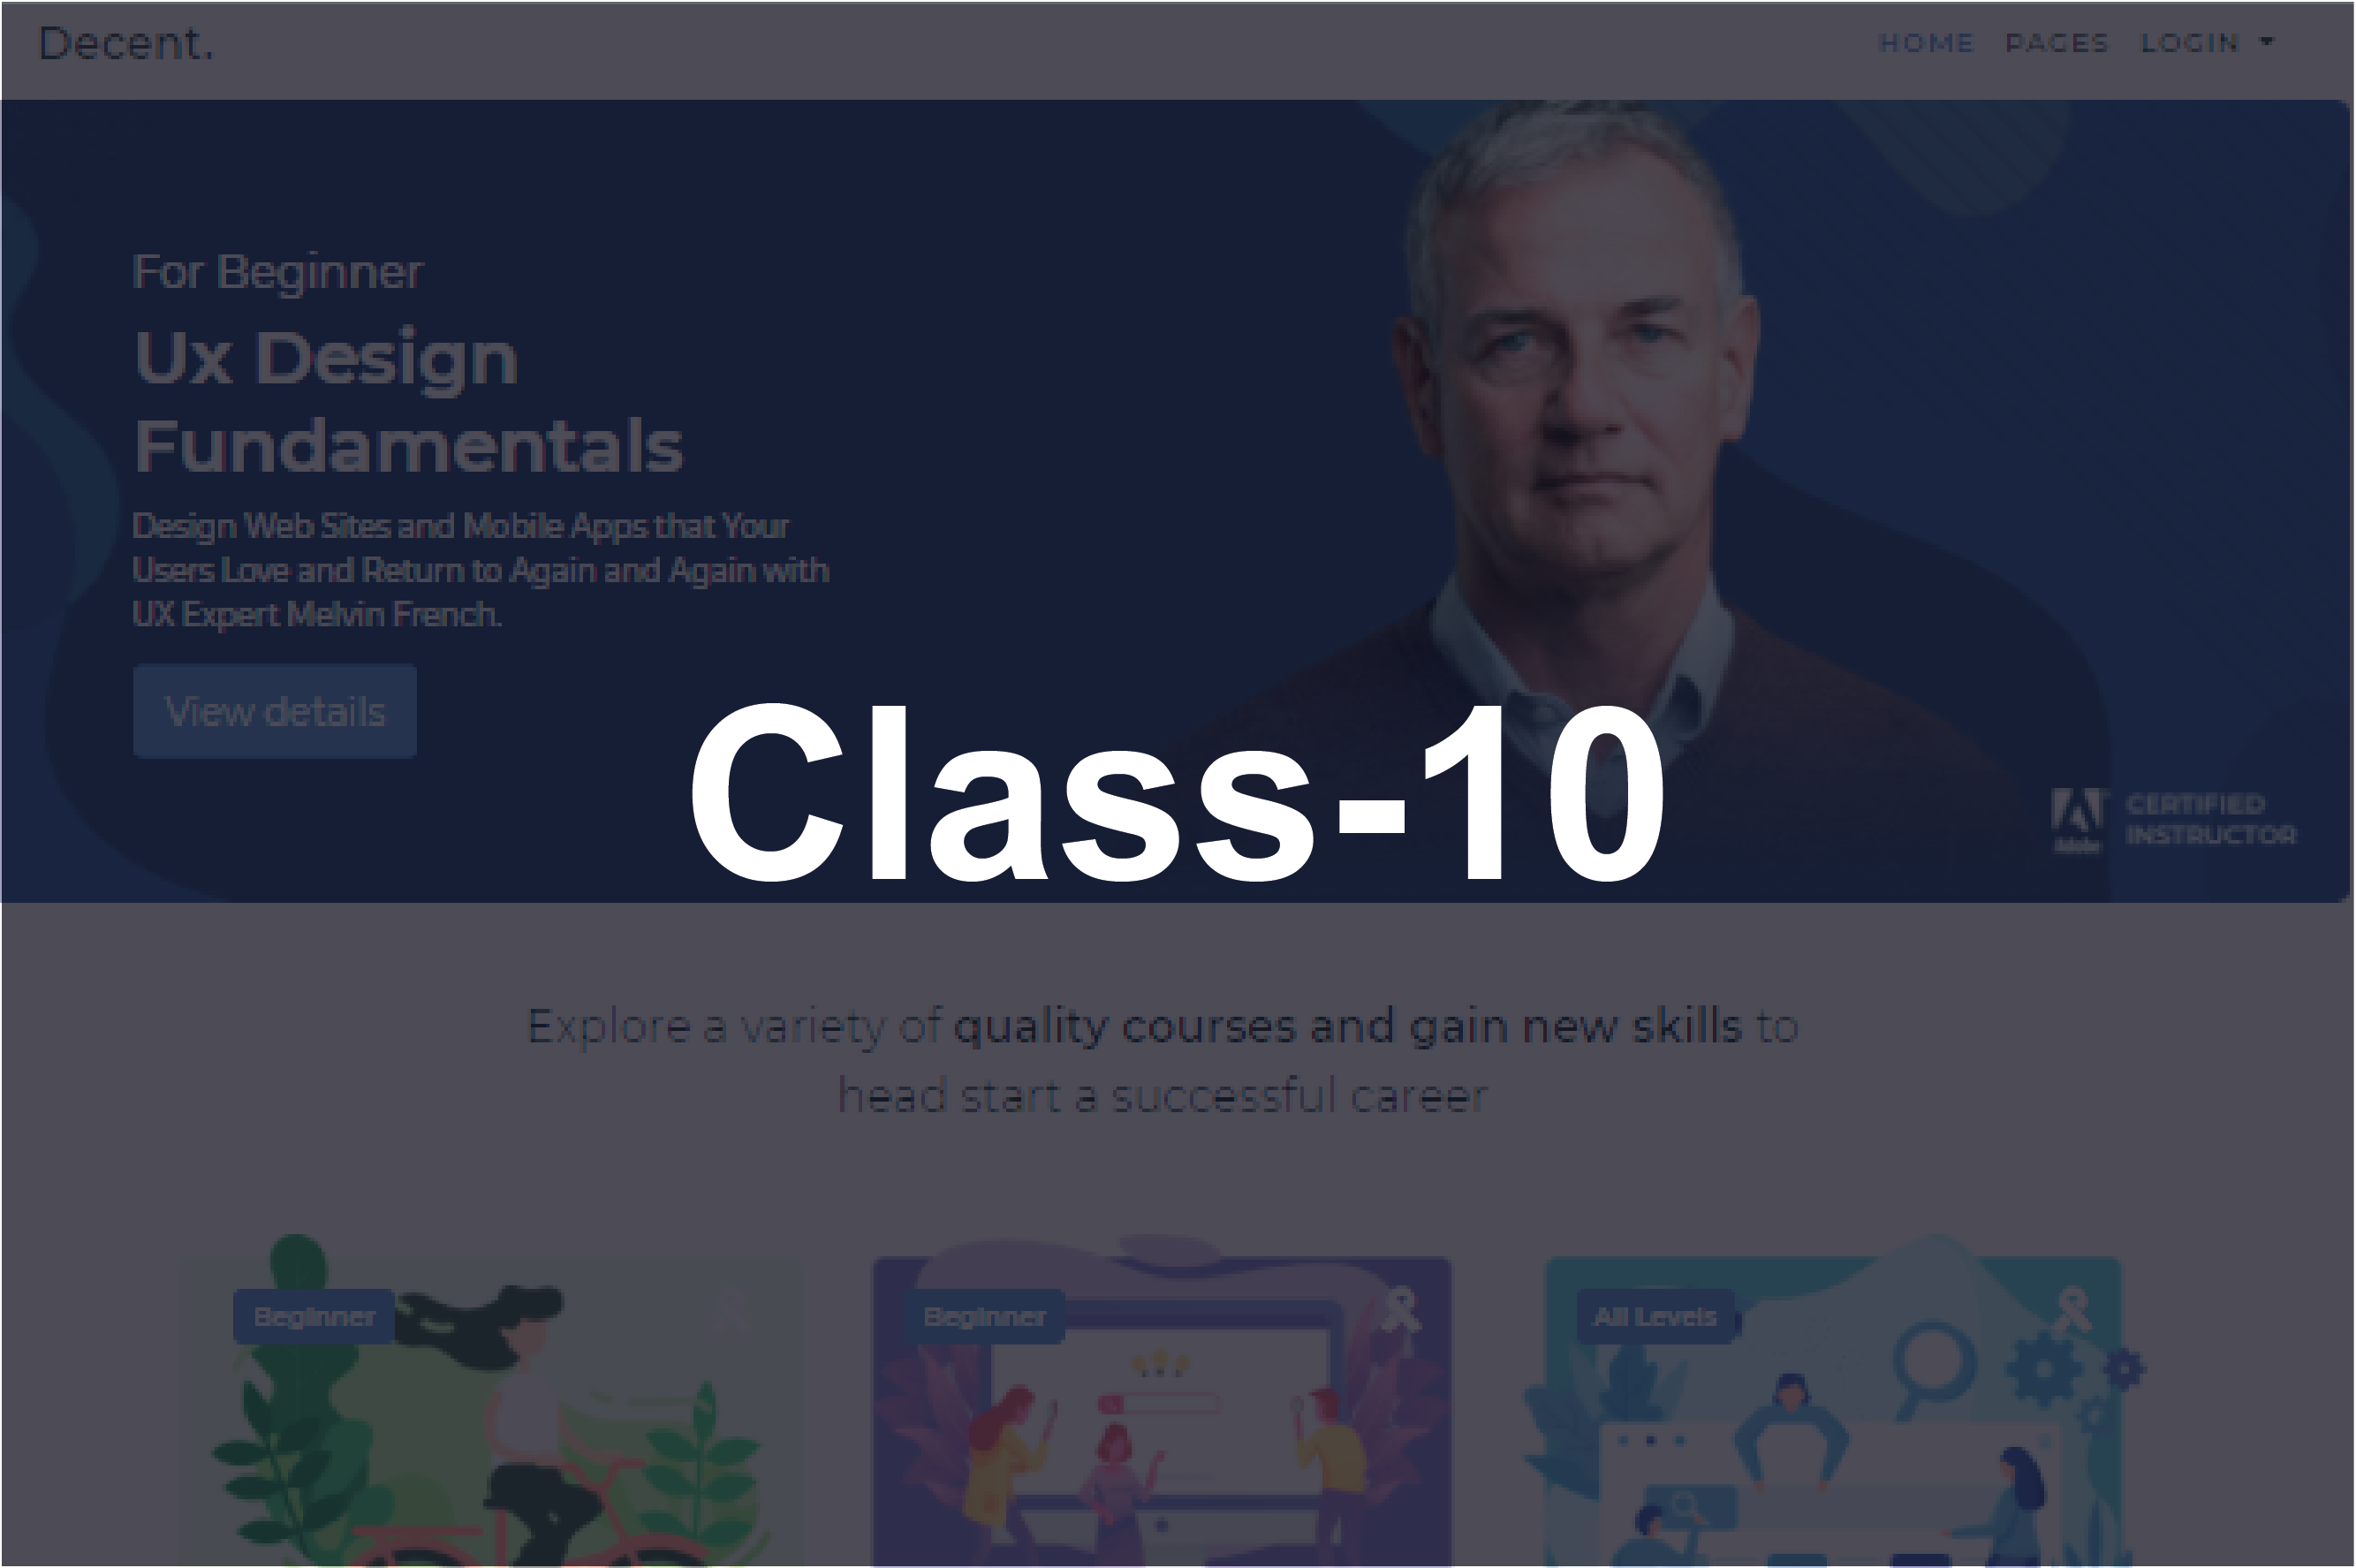 Decent.
HOME PAGES LOGIN
For Beginner
Ux Design
Fundamentals
Design Web Sites and Mobile Apps that Your
Users Love and Return to Again and Again with
UX Expert Melvin French.
View details
Class-10
Adobe
CERTIFIED
INSTRUCTOR
Explore a variety of quality courses and gain new skills to
head start a successful career
Beginner
Beginner
All Levels